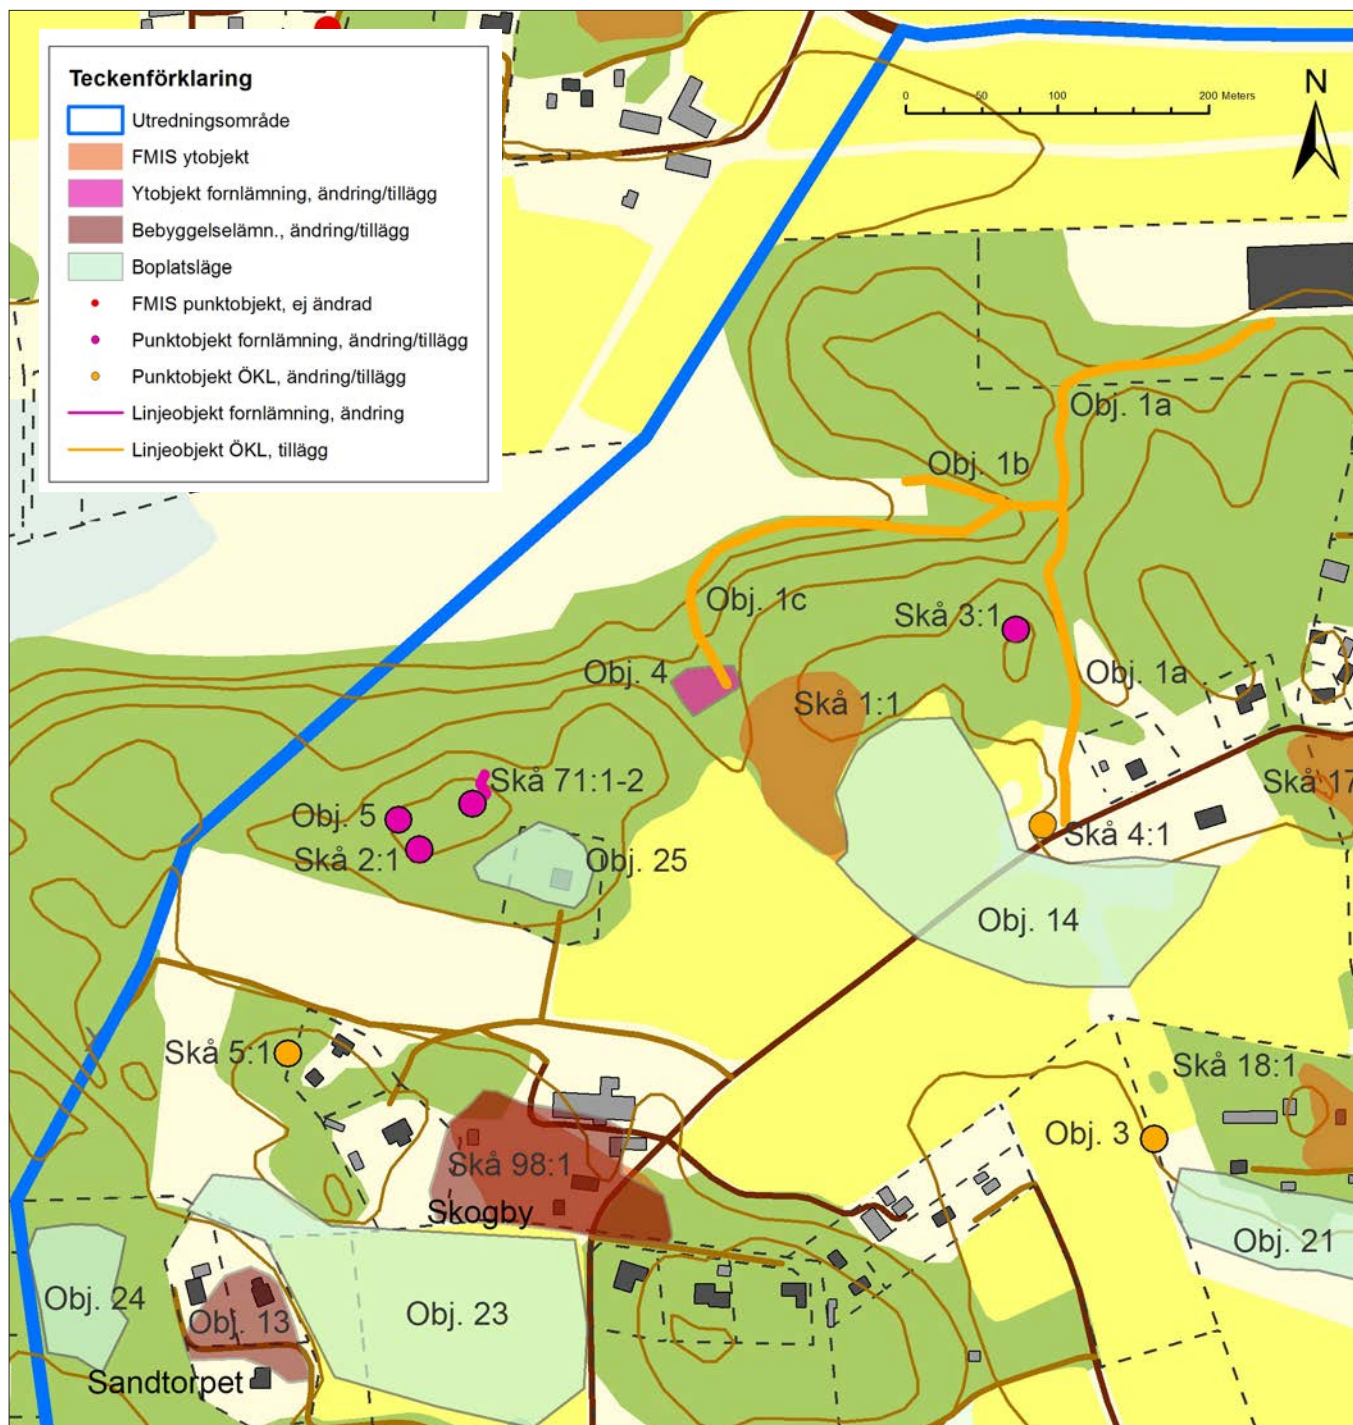 Teckenförklaring
Utredningsområde
FMIS ytobjekt
Ytobjekt fornlämning, ändring/tillägg
Bebyggelselämn., ändring/tillägg
Boplatsläge
FMIS punktobjekt, ej ändrad
Punktobjekt fornlämning, ändring/tillägg
Punktobjekt ÖKL, ändring/tillägg
Linjeobjekt fornlämning, ändring
Linjeobjekt ÖKL, tillägg
0 50 100 200 Meters
N
Obj. 1a
Obj. 1b
Obj. 1c
Skå 3:1
Obj. 4
Obj. 1a
Skå 1:1
Skå 71:1-2
Skå 17
Obj. 5
Skå 4:1
Skå 2:1
Obj. 25
Obj. 14
Skå 5:1
Skå 18:1
Obj. 3
Skå 98:1
Skogby
Obj. 21
Obj. 24
Obj. 13
Obj. 23
Sandtorpet